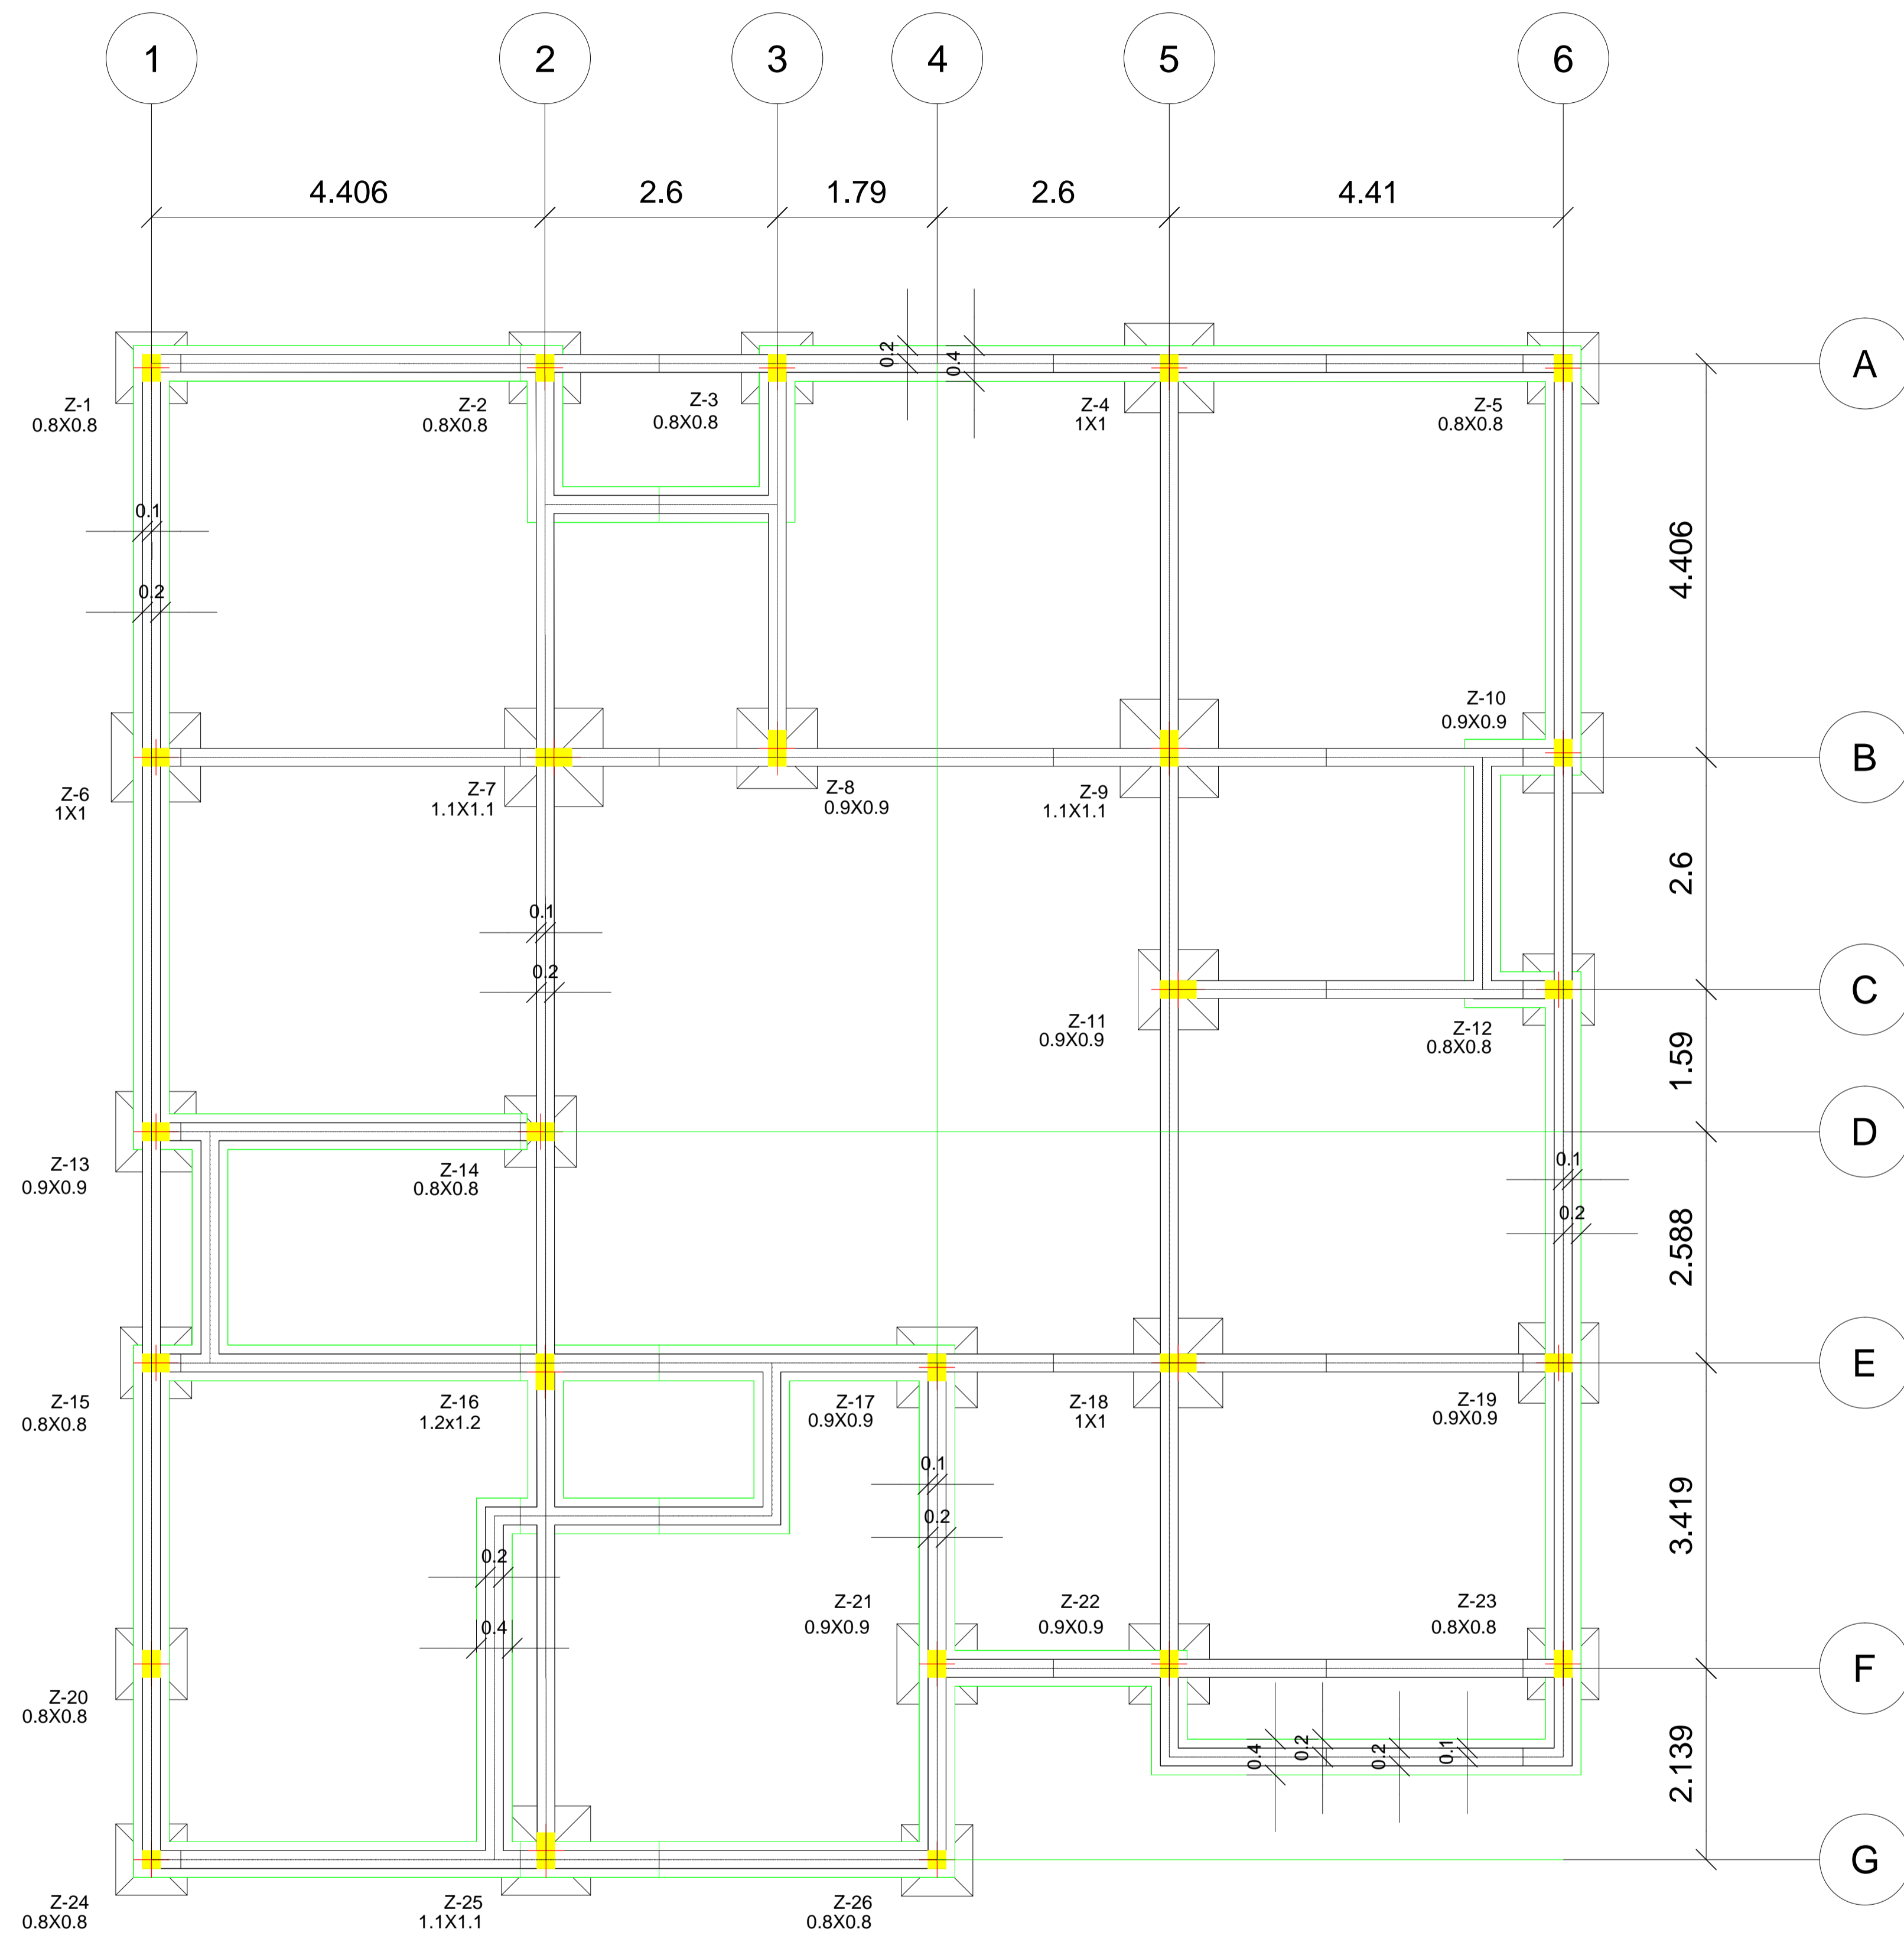 1 2 3 4 5 6
4.406 2.6 1.79 2.6 4.41
0.2
0.4
A
Z-1
0.8X0.8
Z-2
0.8X0.8
Z-3
0.8X0.8
Z-4
1X1
Z-5
0.8X0.8
0.1
0.2
4.406
Z-10
0.9X0.9
B
Z-6
1X1
Z-7
1.1X1.1
Z-8
0.9X0.9
Z-9
1.1X1.1
2.6
0.1
0.2
C
Z-11
0.9X0.9
Z-12
0.8X0.8
1.59
D
Z-13
0.9X0.9
Z-14
0.8X0.8
0.1
0.2
2.588
E
Z-15
0.8X0.8
Z-16
1.2x1.2
Z-17
0.9X0.9
Z-18
1X1
Z-19
0.9X0.9
0.1
0.2
3.419
0.2
0.4
Z-21
0.9X0.9
Z-22
0.9X0.9
Z-23
0.8X0.8
F
Z-20
0.8X0.8
0.4
0.2
0.2
0.1
2.139
G
Z-24
0.8X0.8
Z-25
1.1X1.1
Z-26
0.8X0.8